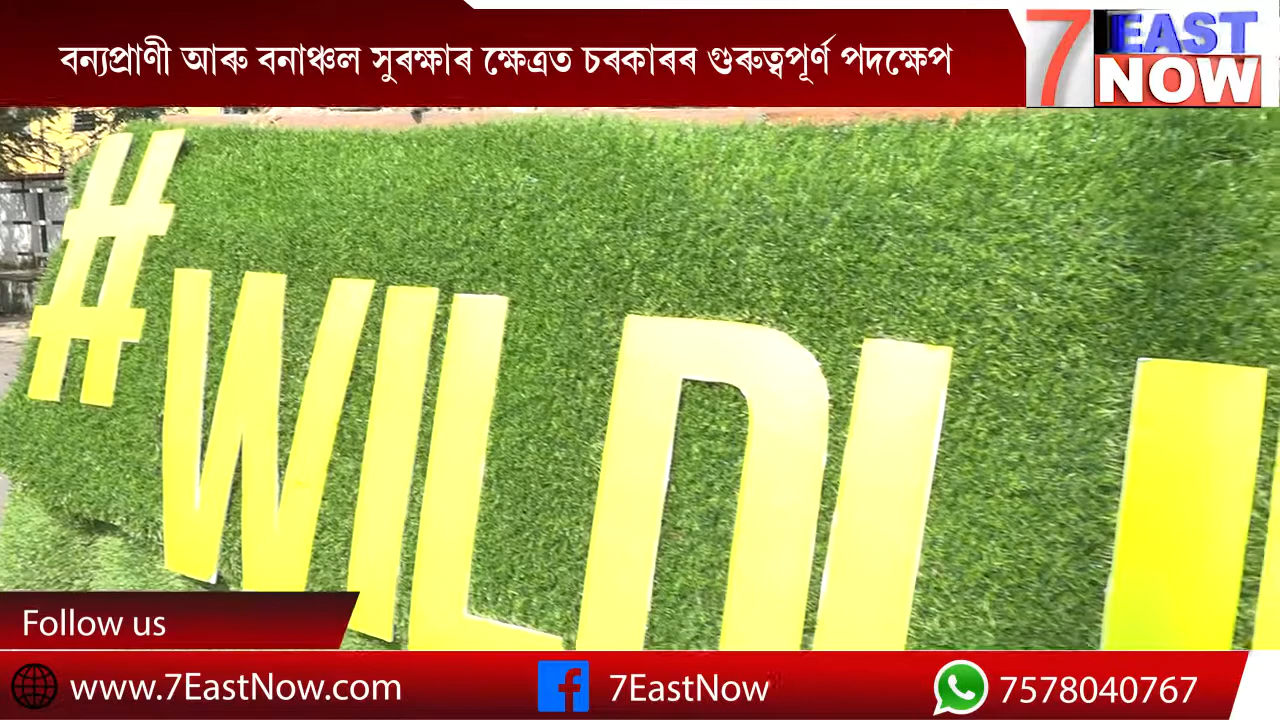 বন্যপ্ৰাণী আৰু বনাঞ্চল সুৰক্ষাৰ ক্ষেত্ৰত চৰকাৰৰ গুৰুত্বপূৰ্ণ পদক্ষেপ
7 EAST NOW
Follow us
www.7EastNow.com
7EastNow
7578040767